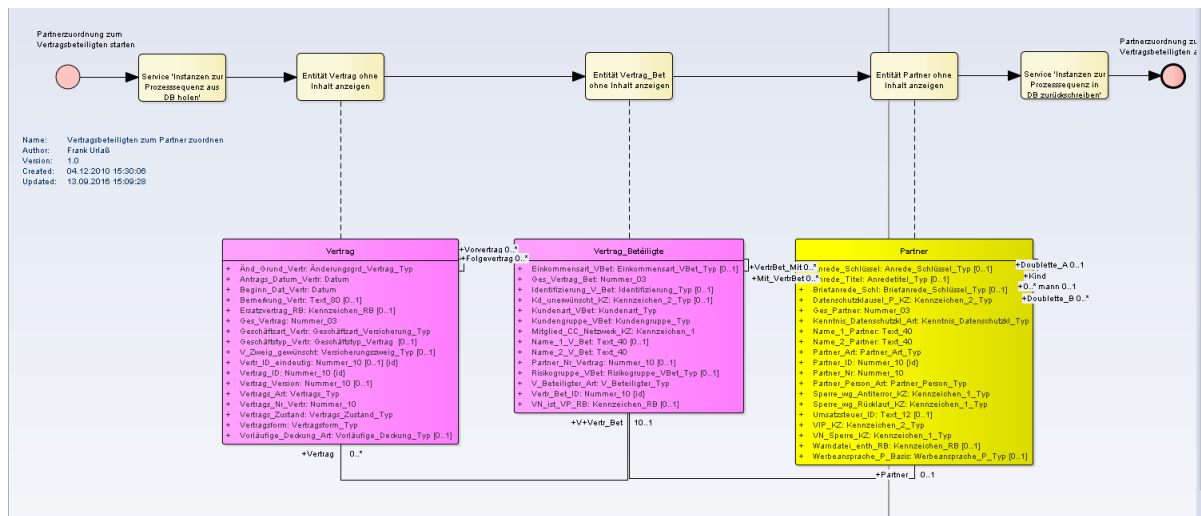 Partnerzuordnung zum
Vertragsbeteiligten starten
Partnerzuordnung zu
Vertragsbeteiligten a
Service 'Instanzen zur
Prozesssequenz aus
DB holen'
Entität Vertrag ohne
Inhalt anzeigen
Entität Vertrag_Bet
ohne Inhalt anzeigen
Entität Partner ohne
Inhalt anzeigen
Service 'Instanzen zur
Prozesssequenz in
DB zurückschreiben'
Name: Vertragsbeteiligten zum Partner zuordnen
Author: Frank Urlaß
Version: 1.0
Created: 04.12.2010 15:30:06
Updated: 13.09.2016 15:09:28
Vertrag
+ Änd_Grund_Vertr: Änderungsgrd_Vertrag_Typ
+ Antrags_Datum_Vertr: Datum
+ Beginn_Dat_Vertr: Datum
+ Bemerkung_Vertr: Text_80 [0..1]
+ Ersatzvertrag_RB: Kennzeichen_RB [0..1]
+ Ges_Vertrag: Nummer_03
+ Geschäftsart_Vertr: Geschäftsart_Versicherung_Typ
+ Geschäftstyp_Vertr: Geschäftstyp_Vertrag [0..1]
+ V_Zweig_gewünscht: Versicherungszweig_Typ [0..1]
+ Vertr_ID_eindeutig: Nummer_10 [0..1] {id}
+ Vertrag_ID: Nummer_10 {id}
+ Vertrag_Version: Nummer_10 [0..1]
+ Vertrags_Art: Vertrags_Typ
+ Vertrags_Nr_Vertr: Nummer_10
+ Vertrags_Zustand: Vertrags_Zustand_Typ
+ Vertragsform: Vertragsform_Typ
+ Vorläufige_Deckung_Art: Vorläufige_Deckung_Typ [0..1]
+Vorvertrag 0..*
+Folgevertrag 0..*
Vertrag_Beteiligte
+ Einkommensart_VBet: Einkommensart_VBet_Typ [0..1]
+ Ges_Vertrag_Bet: Nummer_03
+ Identifizierung_V_Bet: Identifizierung_Typ [0..1]
+ Kd_unerwünscht_KZ: Kennzeichen_2_Typ [0..1]
+ Kundenart_VBet: Kundenart_Typ
+ Kundengruppe_VBet: Kundengruppe_Typ
+ Mitglied_CC_Netzwerk_KZ: Kennzeichen_1
+ Name_1_V_Bet: Text_40 [0..1]
+ Name_2_V_Bet: Text_40
+ Partner_Nr_Vertrag: Nummer_10 [0..1]
+ Risikogruppe_VBet: Risikogruppe_VBet_Typ [0..1]
+ V_Beteiligter_Art: V_Beteiligter_Typ
+ Vertr_Bet_ID: Nummer_10 {id}
+ VN_ist_VP_RB: Kennzeichen_RB [0..1]
+VertrBet_Mit 0..*
+Mit_VertrBet 0..*
Partner
Anrede_Schlüssel: Anrede_Schlüssel_Typ [0..1]
Anrede_Titel: Anredetitel_Typ [0..1]
+ Briefanrede_Schl: Briefanrede_Schlüssel_Typ [0..1]
+ Datenschutzklausel_P_KZ: Kennzeichen_2_Typ
+ Ges_Partner: Nummer_03
+ Kenntnis_Datenschutzkl_Art: Kenntnis_Datenschutzkl_Typ
+ Name_1_Partner: Text_40
+ Name_2_Partner: Text_40
+ Partner_Art: Partner_Art_Typ
+ Partner_ID: Nummer_10 {id}
+ Partner_Nr: Nummer_10
+ Partner_Person_Art: Partner_Person_Typ
+ Sperre_wg_Antiterror_KZ: Kennzeichen_1_Typ
+ Sperre_wg_Rücklauf_KZ: Kennzeichen_1_Typ
+ Umsatzsteuer_ID: Text_12 [0..1]
+ VIP_KZ: Kennzeichen_2_Typ
+ VN_Sperre_KZ: Kennzeichen_1_Typ
+ Warndatei_enth_RB: Kennzeichen_RB [0..1]
+ Werbeansprache_P_Basis: Werbeansprache_P_Typ [0..1]
+Doublette_A 0..1
+Kind
+0..* mann 0..1
+Doublette_B 0..*
+V+Vertr_Bet 10..1
+Vertrag 0..*
+Partner 0..1